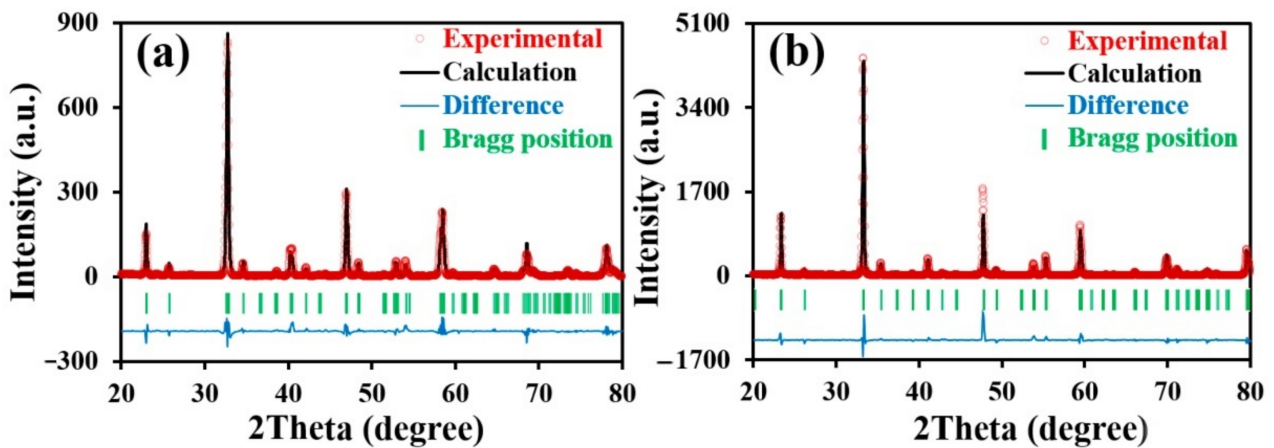 (a)
Experimental
Calculation
Difference
Bragg position
Intensity (a.u.)
900
600
300
0
−300
20 30 40 50 60 70 80
2Theta (degree)
(b)
Experimental
Calculation
Difference
Bragg position
Intensity (a.u.)
5100
3400
1700
0
−1700
20 30 40 50 60 70 80
2Theta (degree)